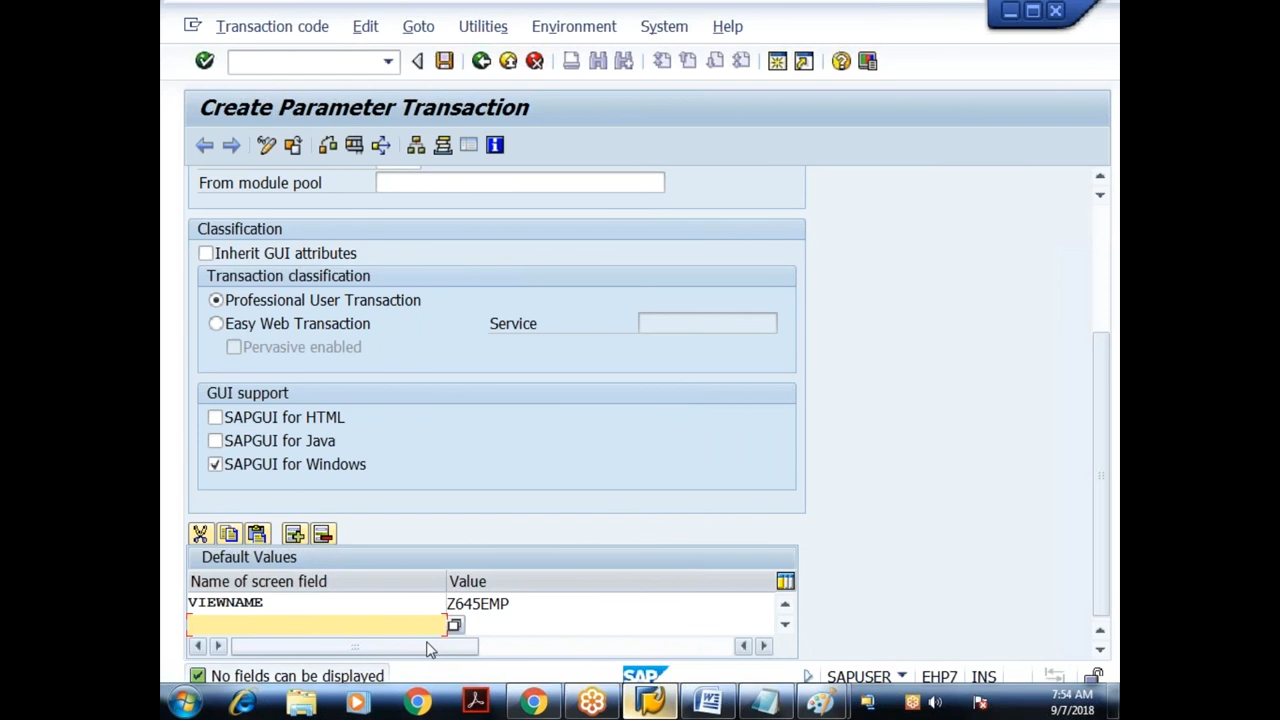 Transaction code Edit Goto Utilities Environment System Help
Create Parameter Transaction
From module pool
Classification
Inherit GUI attributes
Transaction classification
Professional User Transaction
Easy Web Transaction Service
Pervasive enabled
GUI support
SAPGUI for HTML
SAPGUI for Java
SAPGUI for Windows
Default Values
Name of screen field Value
VIEWNAME Z645EMP
No fields can be displayed SAP SAPUSER EHP7 INS
7:54 AM
9/7/2018